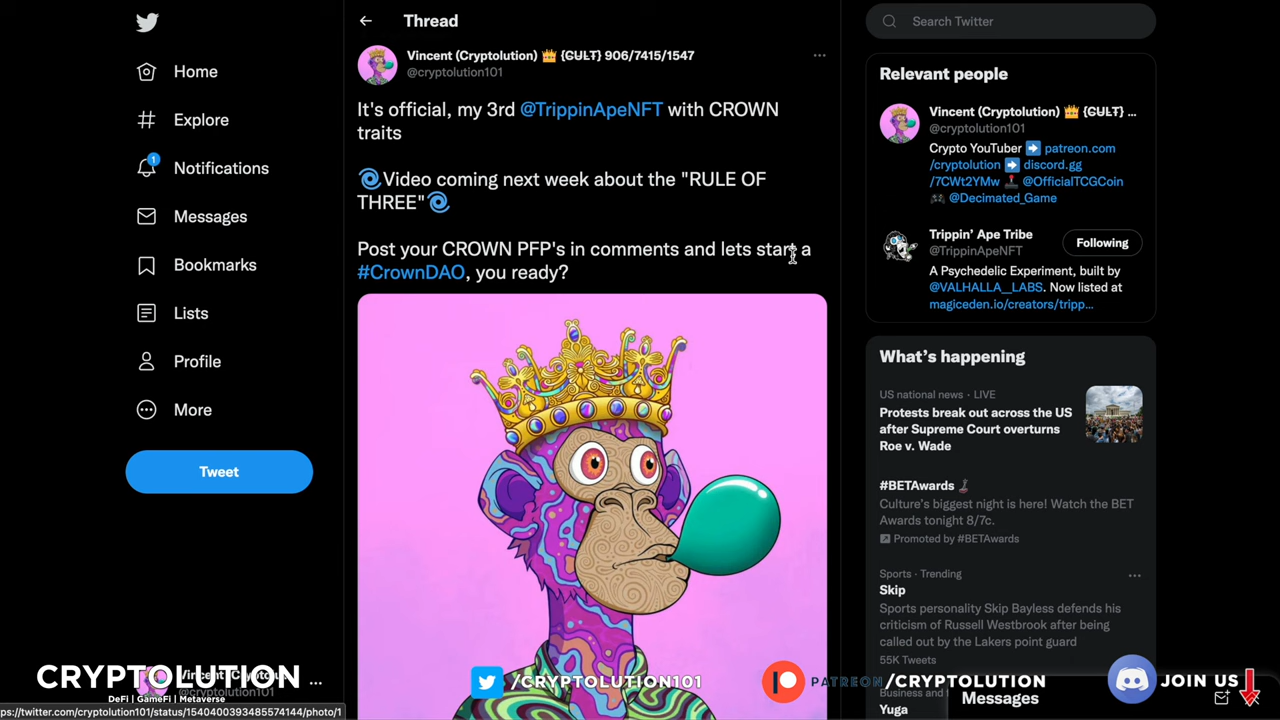 Home
Explore
1
Notifications
Messages
Bookmarks
Lists
Profile
More
Tweet
Thread
Vincent (Cryptolution) 👑 {C̶U̶L̶T̶} 906/7415/1547
@cryptolution101
It's official, my 3rd @TrippinApeNFT with CROWN
traits
🌀Video coming next week about the "RULE OF
THREE"🌀
Post your CROWN PFP's in comments and lets start a
#CrownDAO, you ready?
Search Twitter
Relevant people
Vincent (Cryptolution) 👑 {C̶U̶L̶T̶} ...
@cryptolution101
Crypto YouTuber ➡️ patreon.com
/cryptolution ➡️ discord.gg
/7CWt2YMw 🕹️ @OfficialTCGCoin
🎮 @Decimated_Game
Trippin' Ape Tribe
@TrippinApeNFT
Following
A Psychedelic Experiment, built by
@VALHALLA__LABS. Now listed at
magiceden.io/creators/tripp...
What's happening
US national news · LIVE
Protests break out across the US
after Supreme Court overturns
Roe v. Wade
#BETAwards
Culture's biggest night is here! Watch the BET
Awards tonight 8/7c.
Promoted by #BETAwards
Sports · Trending
Skip
Sports personality Skip Bayless defends his
criticism of Russell Westbrook after being
called out by the Lakers point guard
55K Tweets
Business and
Yuga
Messages
CRYPTOLUTION
DeFi | GameFi | Metaverse
@cryptolution101
/CRYPTOLUTION101
PATREON/CRYPTOLUTION
JOIN US
ps://twitter.com/cryptolution101/status/1540400393485574144/photo/1